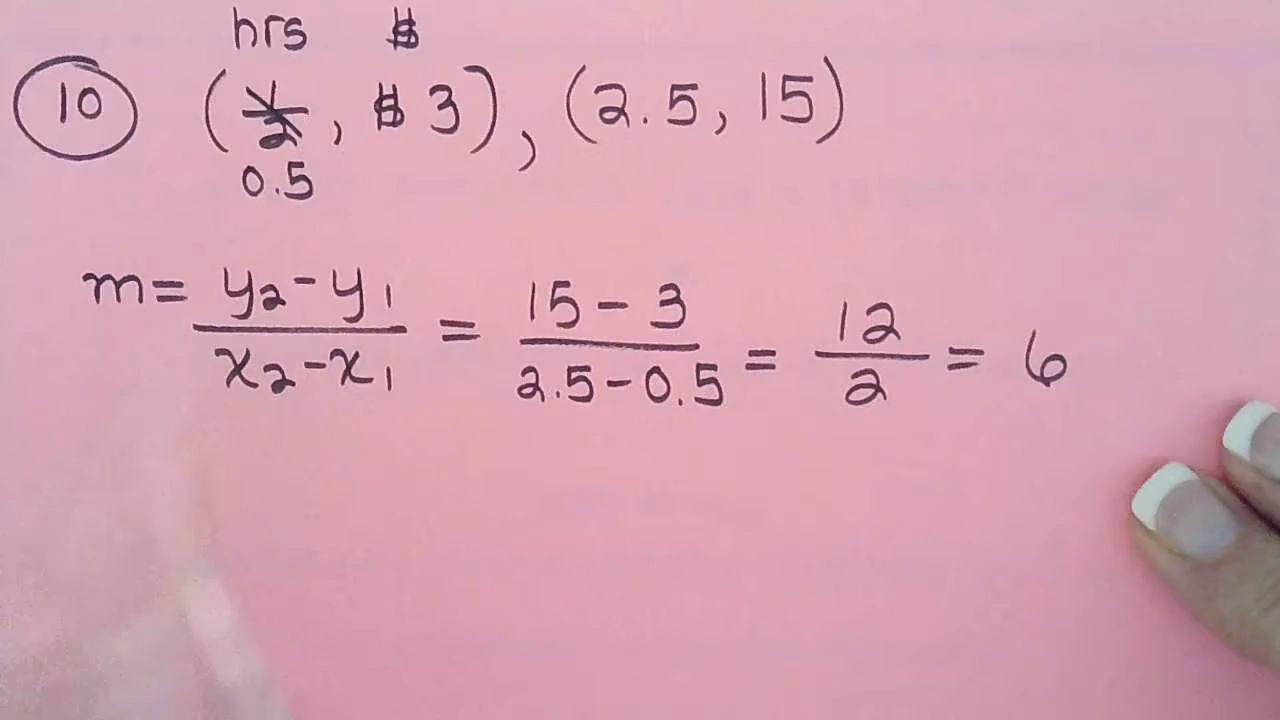 hrs $
10 (1/2, $ 3), (2.5, 15)
0.5
m = y₂ - y₁ / x₂ - x₁ = 15 - 3 / 2.5 - 0.5 = 12 / 2 = 6